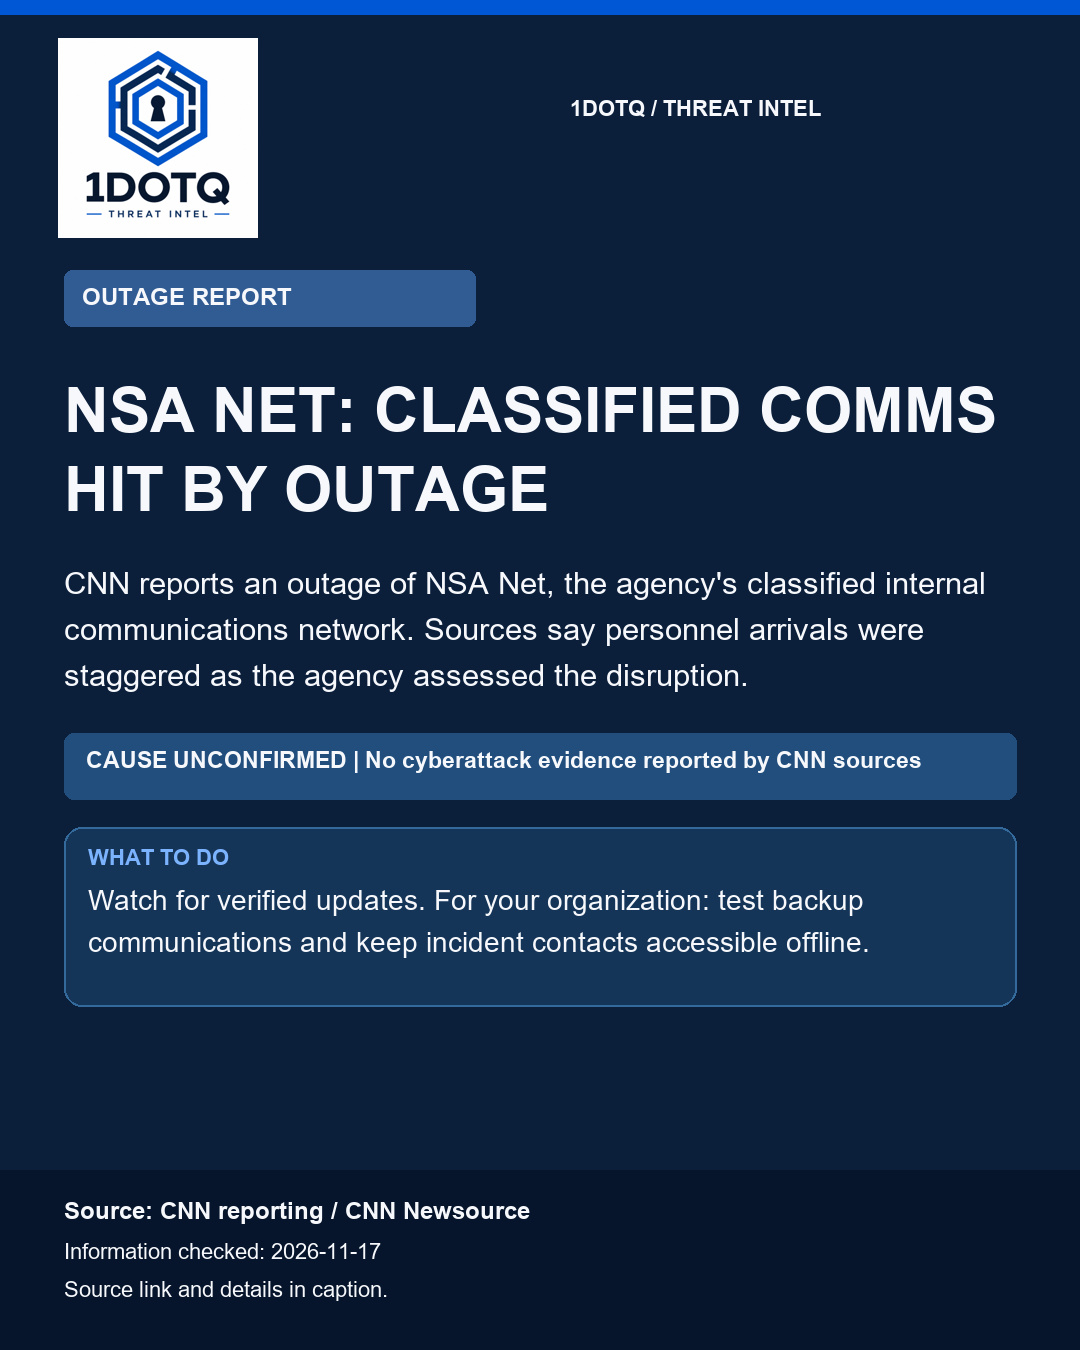 1DOTQ
THREAT INTEL
1DOTQ / THREAT INTEL
OUTAGE REPORT
NSA NET: CLASSIFIED COMMS
HIT BY OUTAGE
CNN reports an outage of NSA Net, the agency's classified internal
communications network. Sources say personnel arrivals were
staggered as the agency assessed the disruption.
CAUSE UNCONFIRMED | No cyberattack evidence reported by CNN sources
WHAT TO DO
Watch for verified updates. For your organization: test backup
communications and keep incident contacts accessible offline.
Source: CNN reporting / CNN Newsource
Information checked: 2026-11-17
Source link and details in caption.